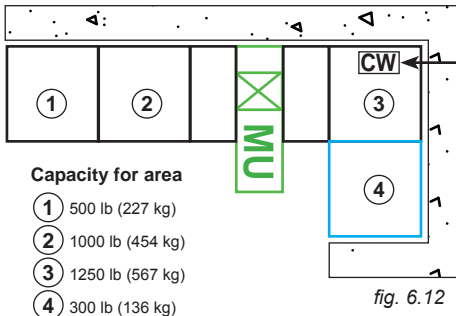 CW
1
2
3
MU
4
Capacity for area
1 500 lb (227 kg)
2 1000 lb (454 kg)
3 1250 lb (567 kg)
4 300 lb (136 kg)
fig. 6.12